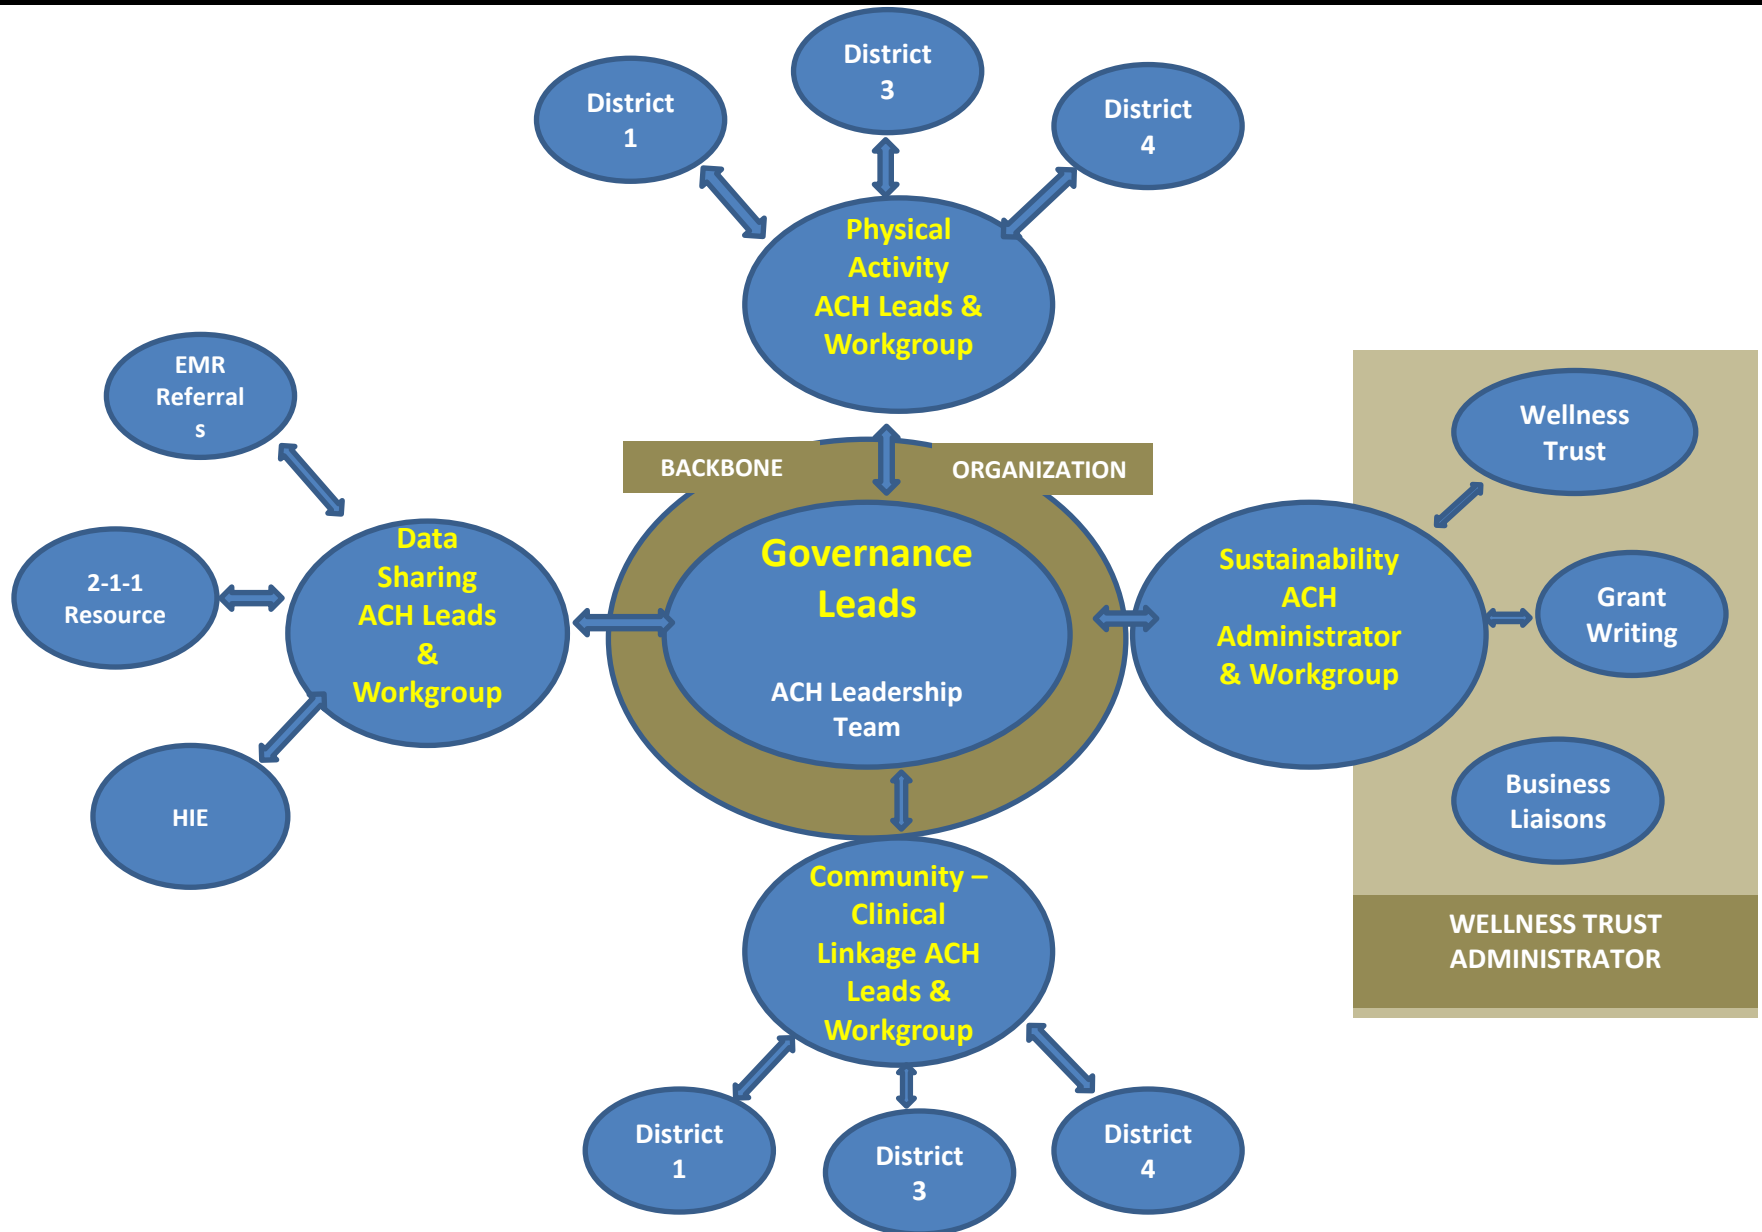 District
3
District
1
District
4
Physical
Activity
ACH Leads &
Workgroup
EMR
Referral
s
Wellness
Trust
BACKBONE
ORGANIZATION
Data
Sharing
ACH Leads
&
Workgroup
Governance
Leads
ACH Leadership
Team
Sustainability
ACH
Administrator
& Workgroup
2-1-1
Resource
Grant
Writing
HIE
Business
Liaisons
Community –
Clinical
Linkage ACH
Leads &
Workgroup
WELLNESS TRUST
ADMINISTRATOR
District
1
District
3
District
4